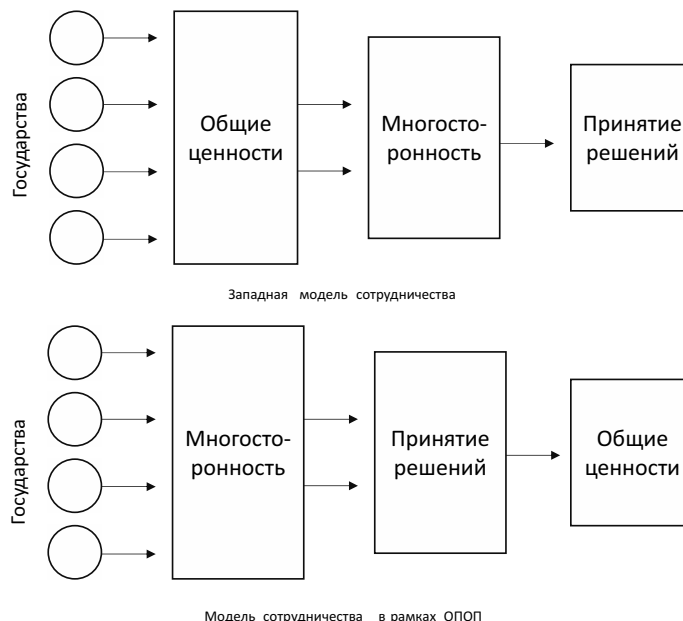 Государства
Общие
ценности
Многосто-
ронность
Принятие
решений
Западная модель сотрудничества
Государства
Многосто-
ронность
Принятие
решений
Общие
ценности
Модель сотрудничества в рамках ОПОП